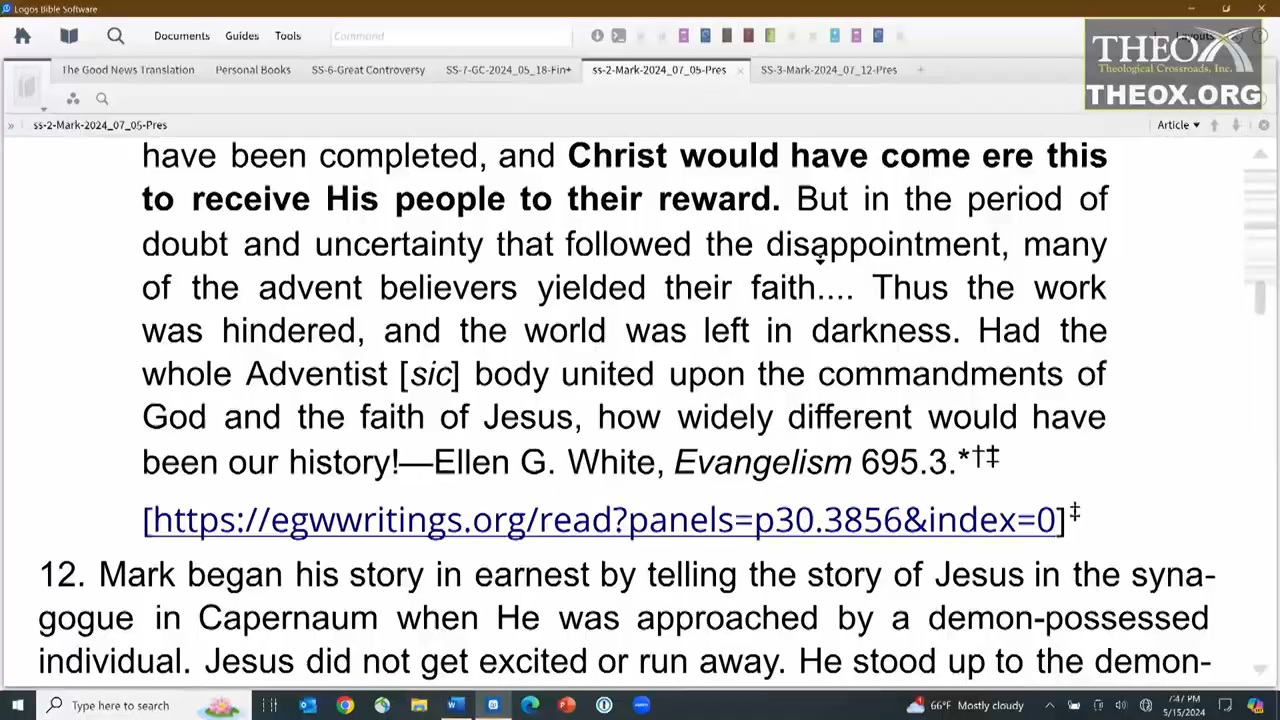 Logos Bible Software
Documents Guides Tools Command
THEOX
Theological Crossroads, Inc.
THEOX.ORG
The Good News Translation Personal Books SS-6-Great Controversy 05_18-Fin+ ss-2-Mark-2024_07_05-Pres SS-3-Mark-2024_07_12-Pres
ss-2-Mark-2024_07_05-Pres Article
have been completed, and Christ would have come ere this
to receive His people to their reward. But in the period of
doubt and uncertainty that followed the disappointment, many
of the advent believers yielded their faith.... Thus the work
was hindered, and the world was left in darkness. Had the
whole Adventist [sic] body united upon the commandments of
God and the faith of Jesus, how widely different would have
been our history!—Ellen G. White, Evangelism 695.3.*†‡
[https://egwwritings.org/read?panels=p30.3856&index=0]‡
12. Mark began his story in earnest by telling the story of Jesus in the syna-
gogue in Capernaum when He was approached by a demon-possessed
individual. Jesus did not get excited or run away. He stood up to the demon-
Type here to search
66°F Mostly cloudy
7:47 PM
5/15/2024